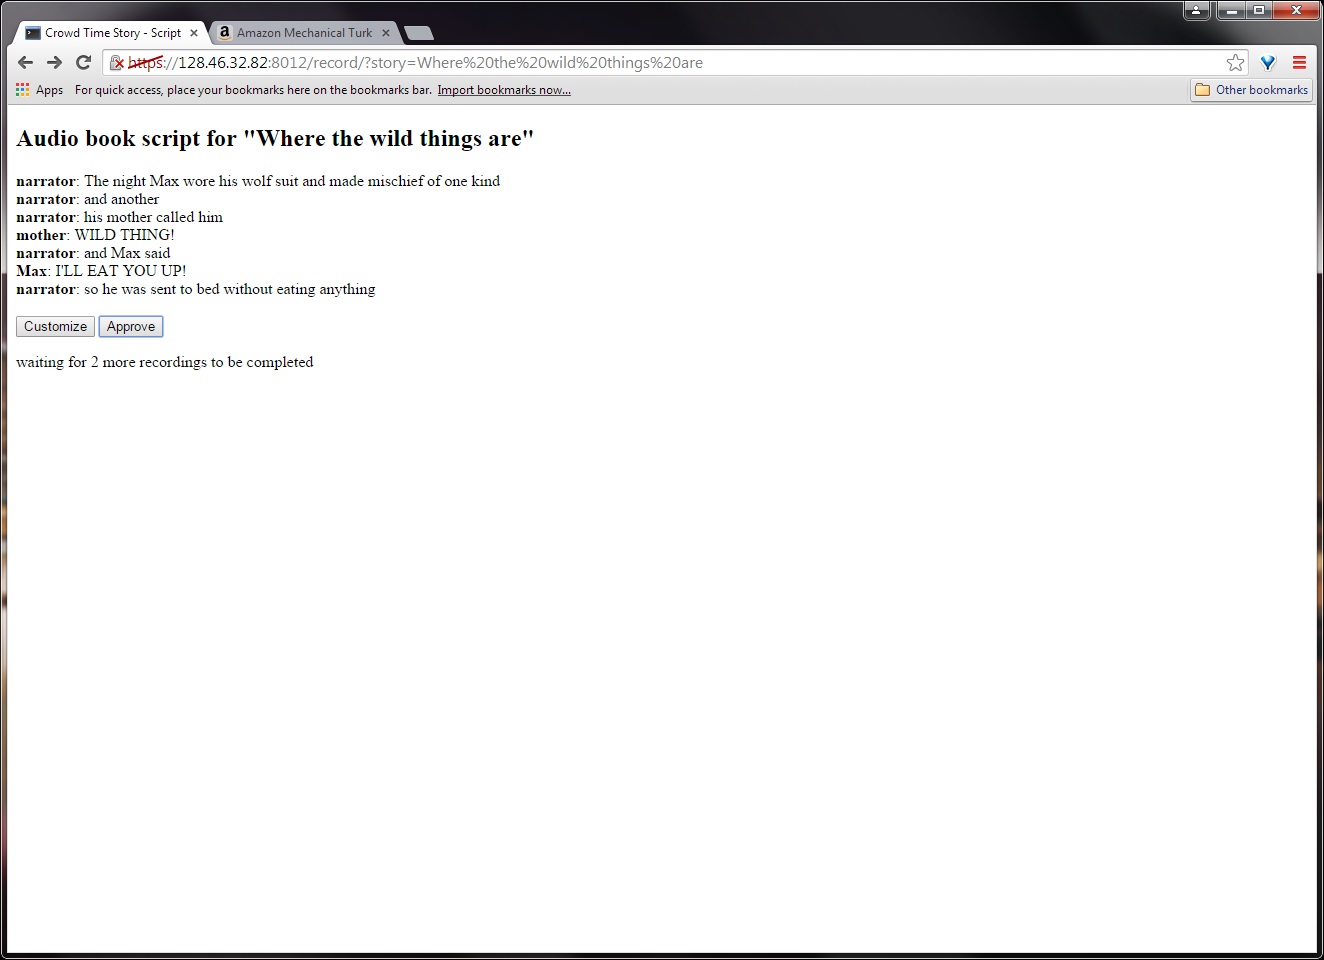 Crowd Time Story - Script
Amazon Mechanical Turk
https://128.46.32.82:8012/record/?story=Where%20the%20wild%20things%20are
Apps For quick access, place your bookmarks here on the bookmarks bar. Import bookmarks now... Other bookmarks
Audio book script for "Where the wild things are"
narrator: The night Max wore his wolf suit and made mischief of one kind
narrator: and another
narrator: his mother called him
mother: WILD THING!
narrator: and Max said
Max: I'LL EAT YOU UP!
narrator: so he was sent to bed without eating anything
Customize Approve
waiting for 2 more recordings to be completed